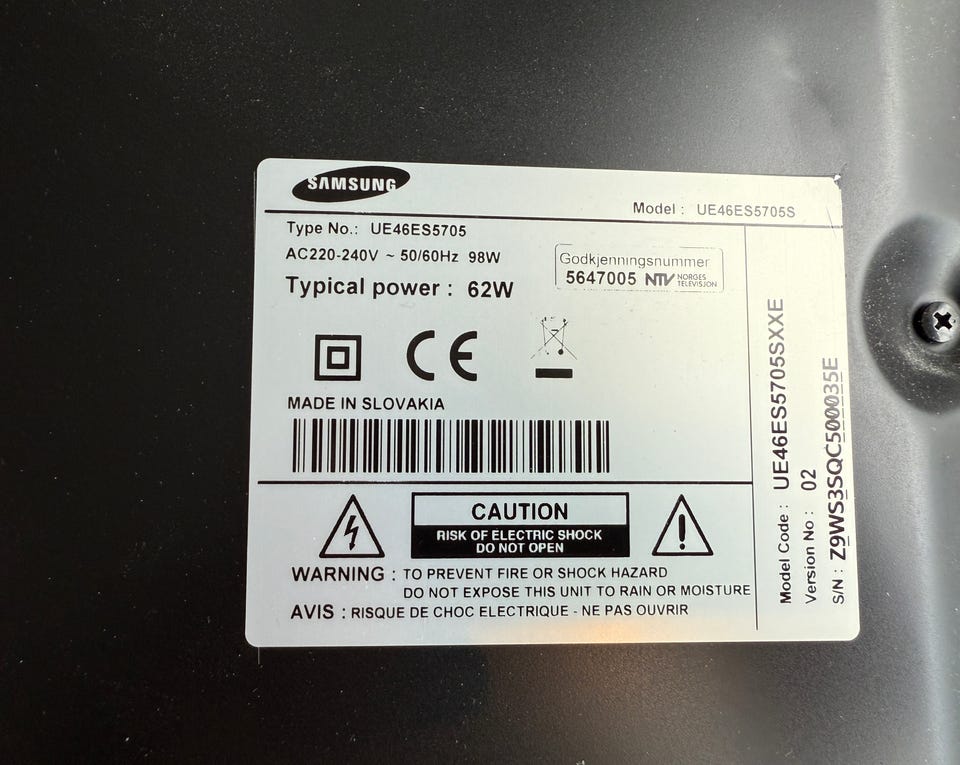 SAMSUNG
Model : UE46ES5705S
Type No.: UE46ES5705
AC220-240V ~ 50/60Hz 98W
Typical power : 62W
Godkjenningsnummer
5647005 NTV NORGES TELEVISJON
CE
MADE IN SLOVAKIA
CAUTION
RISK OF ELECTRIC SHOCK
DO NOT OPEN
WARNING : TO PREVENT FIRE OR SHOCK HAZARD
DO NOT EXPOSE THIS UNIT TO RAIN OR MOISTURE
AVIS : RISQUE DE CHOC ELECTRIQUE - NE PAS OUVRIR
Model Code : UE46ES5705SXXE
Version No : 02
S/N : Z9WS3SQC500035E